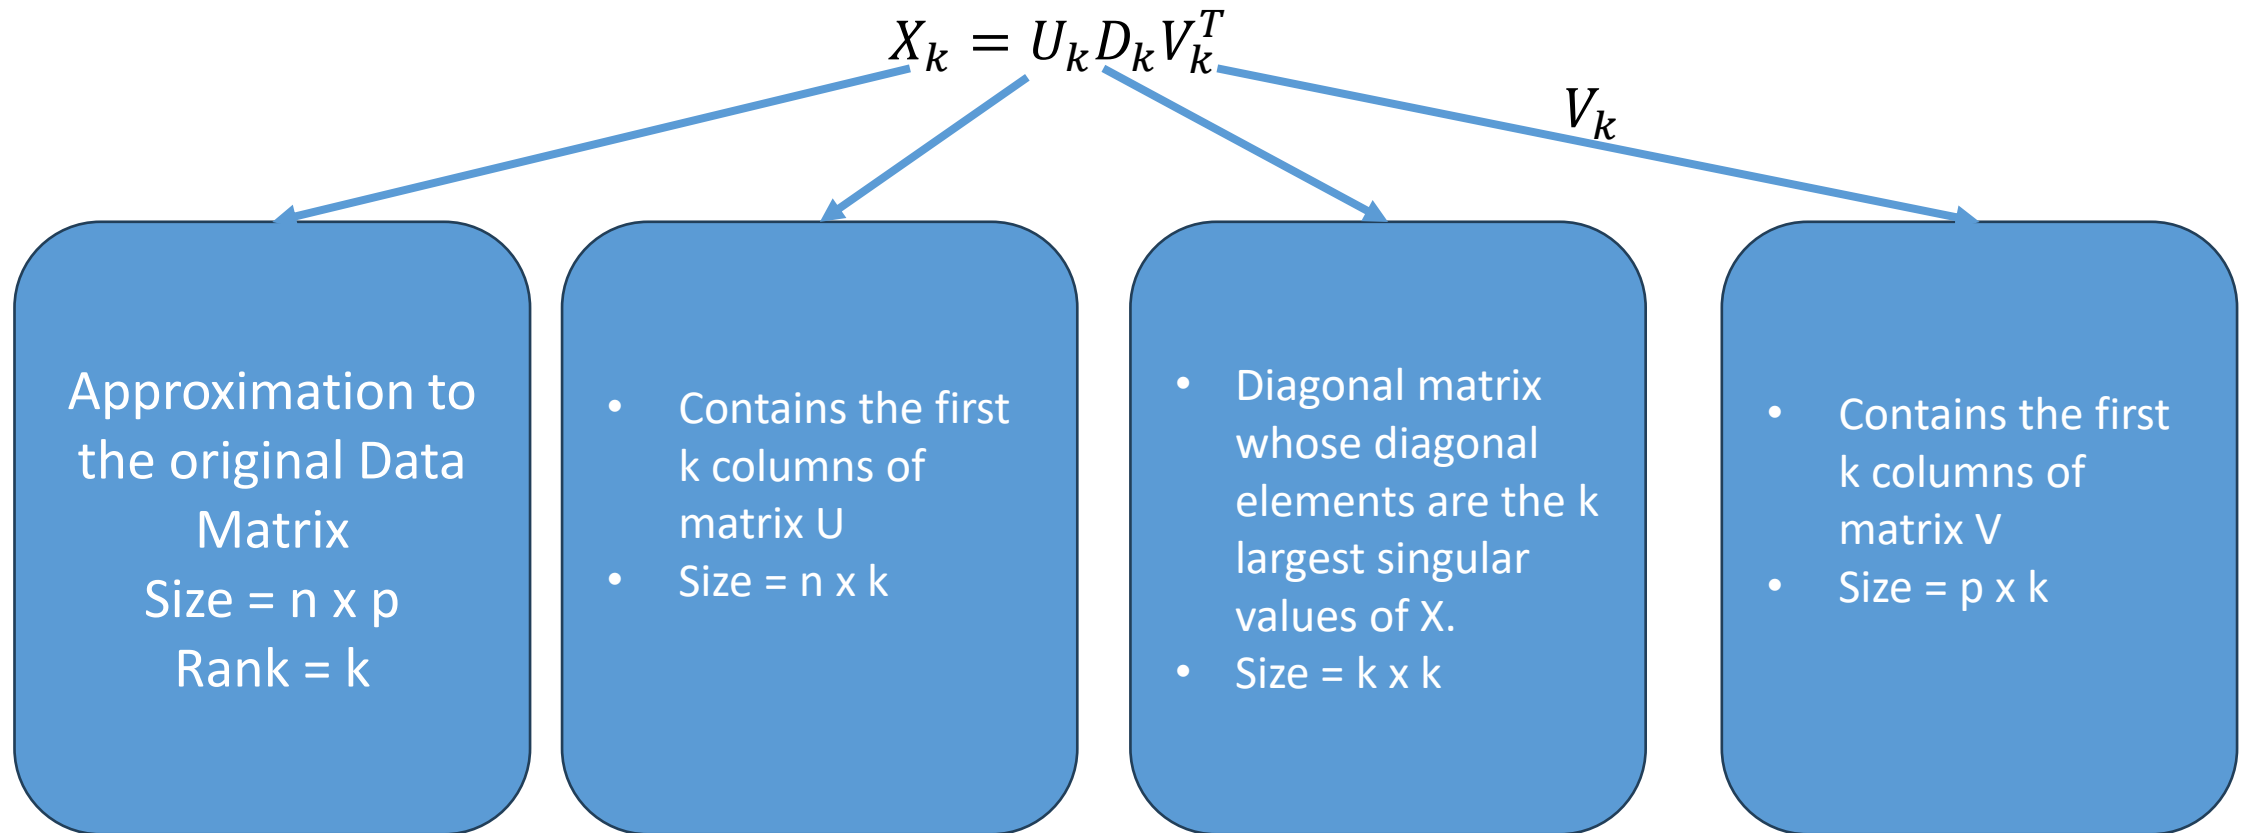 X_k = U_k D_k V_k^T
V_k
Approximation to
the original Data
Matrix
Size = n x p
Rank = k
• Contains the first
k columns of
matrix U
• Size = n x k
• Diagonal matrix
whose diagonal
elements are the k
largest singular
values of X.
• Size = k x k
• Contains the first
k columns of
matrix V
• Size = p x k